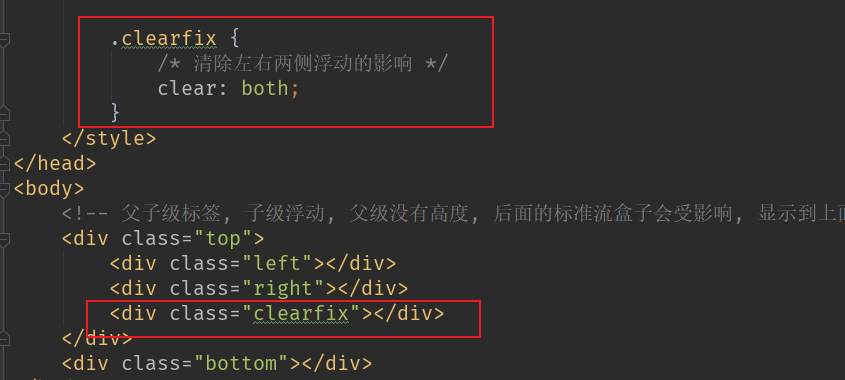 .clearfix {
/* 清除左右两侧浮动的影响 */
clear: both;
}
</style>
</head>
<body>
<!-- 父子级标签, 子级浮动, 父级没有高度, 后面的标准流盒子会受影响, 显示到上面
<div class="top">
<div class="left"></div>
<div class="right"></div>
<div class="clearfix"></div>
</div>
<div class="bottom"></div>